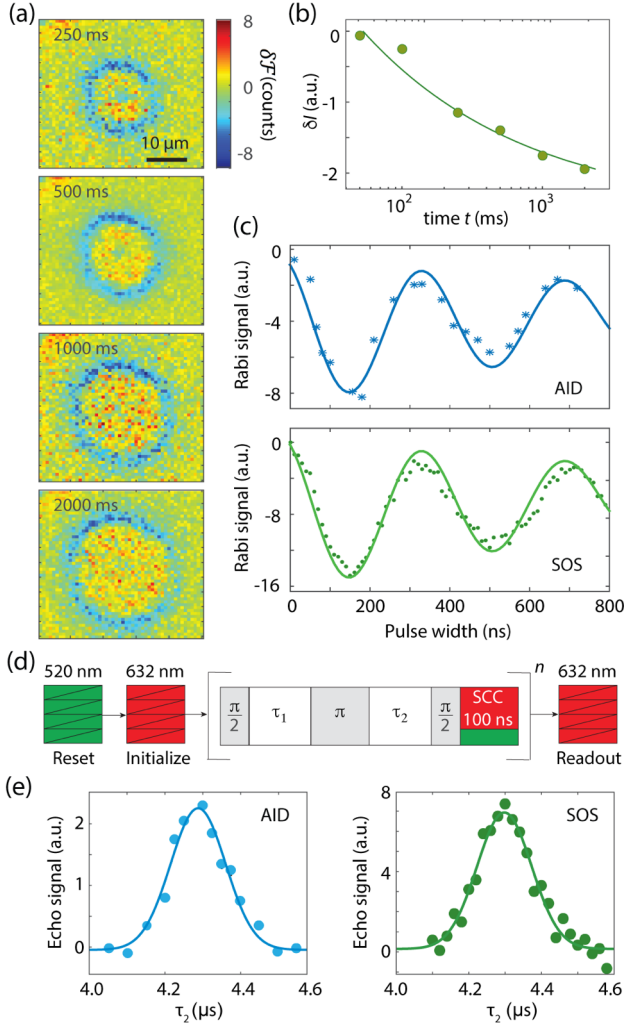 (a)
250 ms
10 µm
8
0
-8
δℱ (counts)
500 ms
1000 ms
2000 ms
(b)
0
-1
-2
δI (a.u.)
10²
10³
time t (ms)
(c)
0
-4
-8
Rabi signal (a.u.)
AID
0
-8
-16
Rabi signal (a.u.)
SOS
0
200
400
600
800
Pulse width (ns)
(d)
520 nm
632 nm
n
632 nm
π/2
τ₁
π
τ₂
π/2
SCC
100 ns
Reset
Initialize
Readout
(e)
AID
2
1
0
Echo signal (a.u.)
4.0
4.2
4.4
4.6
τ₂ (µs)
SOS
8
4
0
Echo signal (a.u.)
4.0
4.2
4.4
4.6
τ₂ (µs)